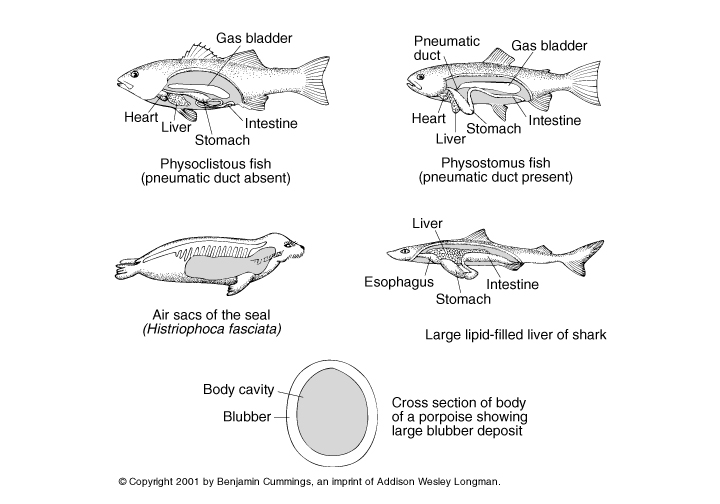 Gas bladder
Heart
Liver
Stomach
Intestine
Physoclistous fish
(pneumatic duct absent)
Pneumatic
duct
Gas bladder
Heart
Liver
Stomach
Intestine
Physostomus fish
(pneumatic duct present)
Air sacs of the seal
(Histriophoca fasciata)
Liver
Esophagus
Stomach
Intestine
Large lipid-filled liver of shark
Body cavity
Blubber
Cross section of body
of a porpoise showing
large blubber deposit
© Copyright 2001 by Benjamin Cummings, an imprint of Addison Wesley Longman.